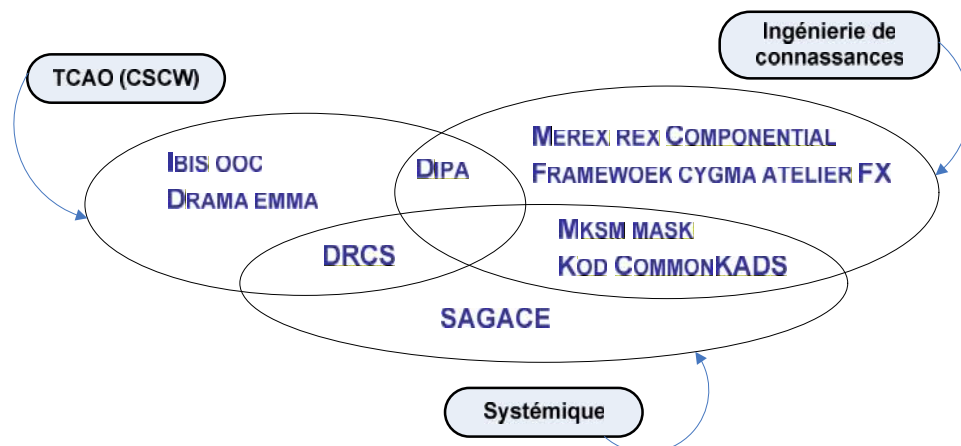 Ingénierie de
connassances
TCAO (CSCW)
IBIS OOC
DRAMA EMMA
DIPA
MEREX REX COMPONENTIAL
FRAMEWOEK CYGMA ATELIER FX
DRCS
MKSM MASK
KOD COMMONKADS
SAGACE
Systémique